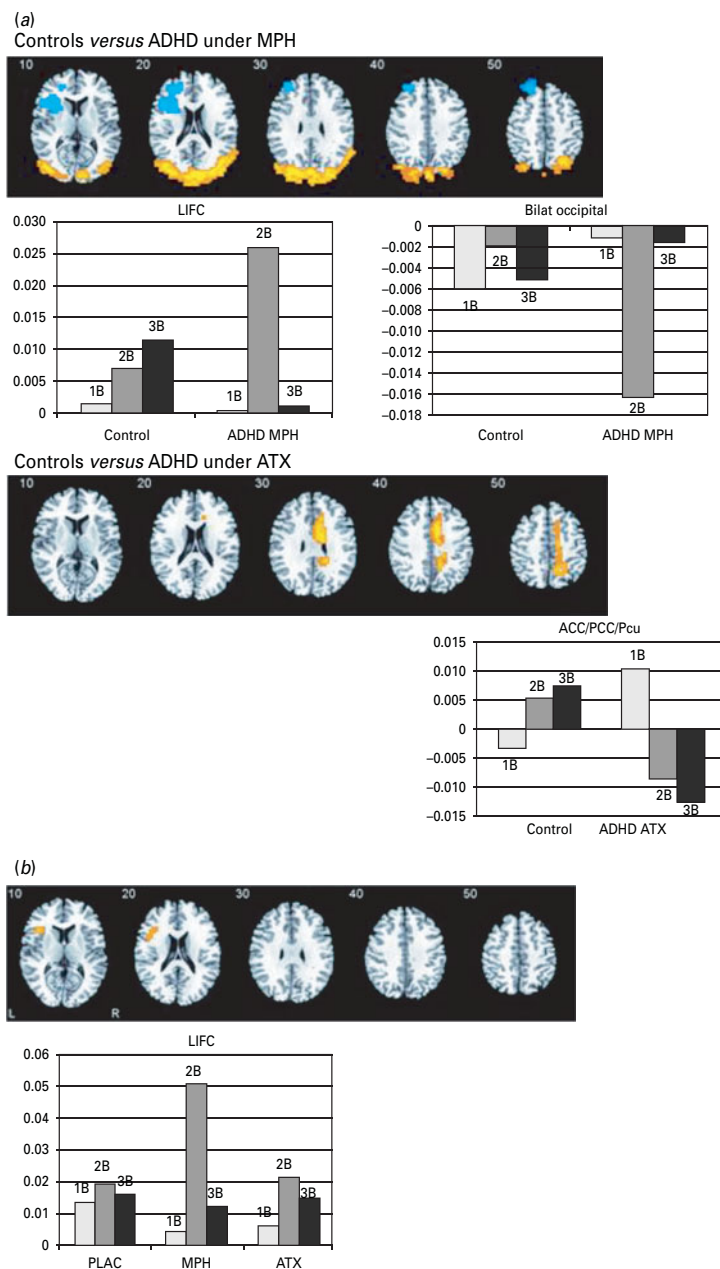 (a)
Controls versus ADHD under MPH
10 20 30 40 50
LIFC
0.030
0.025
0.020
0.015
0.010
0.005
0
1B 2B 3B 1B 2B 3B
Control ADHD MPH
Bilat occipital
0
−0.002
−0.004
−0.006
−0.008
−0.010
−0.012
−0.014
−0.016
−0.018
1B 2B 3B 1B 2B 3B
Control ADHD MPH
Controls versus ADHD under ATX
10 20 30 40 50
ACC/PCC/Pcu
0.015
0.010
0.005
0
−0.005
−0.010
−0.015
1B 2B 3B 1B 2B 3B
Control ADHD ATX
(b)
10 20 30 40 50
L R
LIFC
0.06
0.05
0.04
0.03
0.02
0.01
0
1B 2B 3B 1B 2B 3B 1B 2B 3B
PLAC MPH ATX